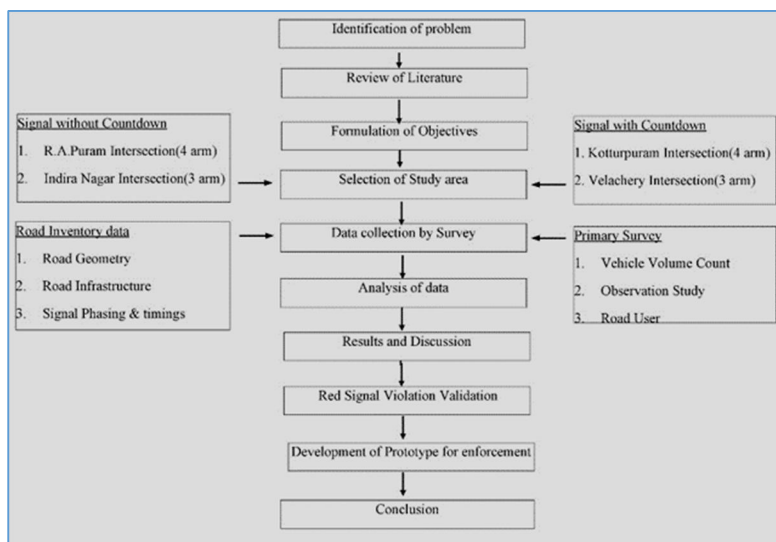 Identification of problem
Review of Literature
Formulation of Objectives
Signal without Countdown
1. R.A.Puram Intersection(4 arm)
2. Indira Nagar Intersection(3 arm)
Selection of Study area
Signal with Countdown
1. Kotturpuram Intersection(4 arm)
2. Velachery Intersection(3 arm)
Road Inventory data
1. Road Geometry
2. Road Infrastructure
3. Signal Phasing & timings
Data collection by Survey
Primary Survey
1. Vehicle Volume Count
2. Observation Study
3. Road User
Analysis of data
Results and Discussion
Red Signal Violation Validation
Development of Prototype for enforcement
Conclusion